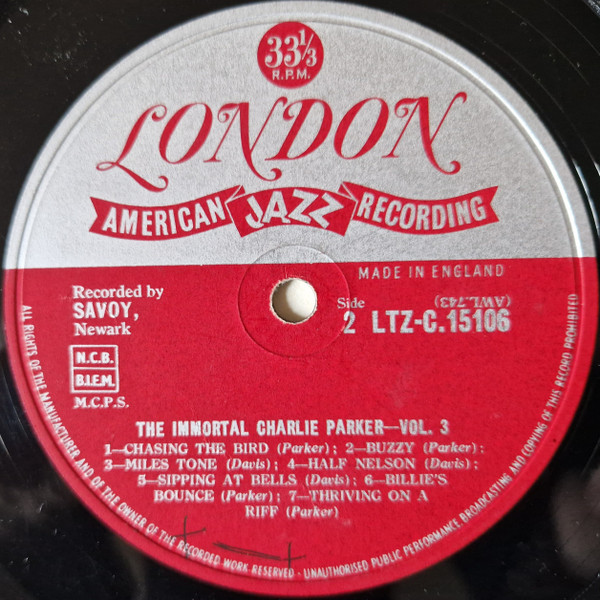 33 1/3
R.P.M.
LONDON
AMERICAN JAZZ RECORDING
MADE IN ENGLAND
Recorded by
SAVOY,
Newark
(AWL.743)
Side
2 LTZ-C.15106
N.C.B.
B.I.E.M.
M.C.P.S.
THE IMMORTAL CHARLIE PARKER—VOL. 3
1—CHASING THE BIRD (Parker); 2—BUZZY (Parker);
3—MILES TONE (Davis); 4—HALF NELSON (Davis);
5—SIPPING AT BELLS (Davis); 6—BILLIE'S
BOUNCE (Parker); 7—THRIVING ON A
RIFF (Parker)
ALL RIGHTS OF THE MANUFACTURER AND OF THE OWNER OF THE RECORDED WORK RESERVED · UNAUTHORISED PUBLIC PERFORMANCE BROADCASTING AND COPYING OF THIS RECORD PROHIBITED